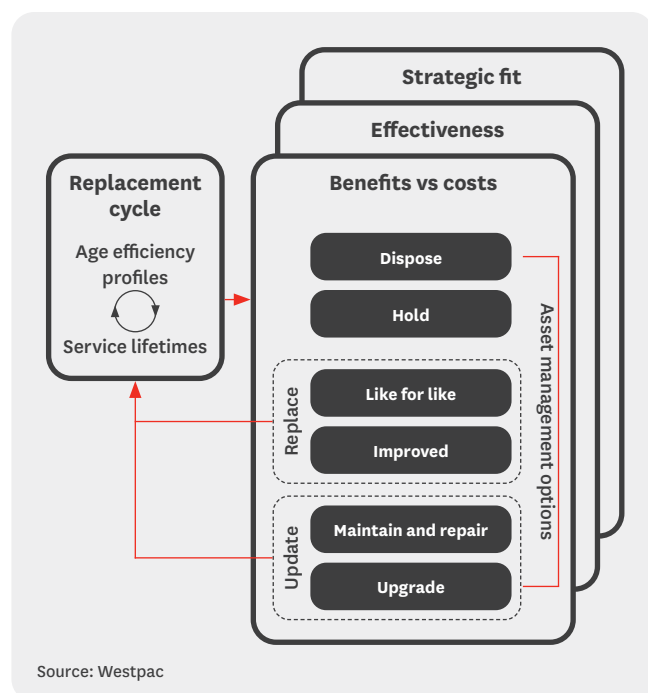 Strategic fit
Effectiveness
Benefits vs costs
Replacement
cycle
Age efficiency
profiles
Service lifetimes
Dispose
Hold
Replace
Like for like
Improved
Update
Maintain and repair
Upgrade
Asset management options
Source: Westpac